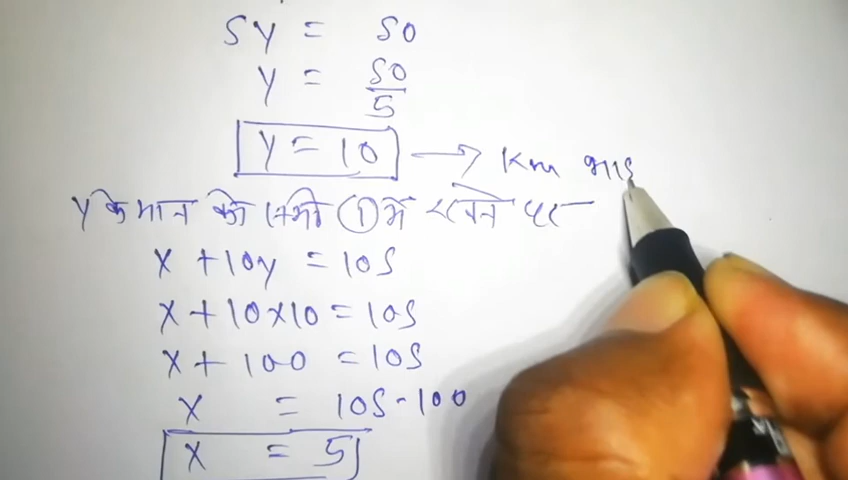 5y = 50
y = 50/5
y = 10 → Km भाड़
y के मान को समी ① में रखने पर
x + 10y = 105
x + 10×10 = 105
x + 100 = 105
x = 105 - 100
x = 5